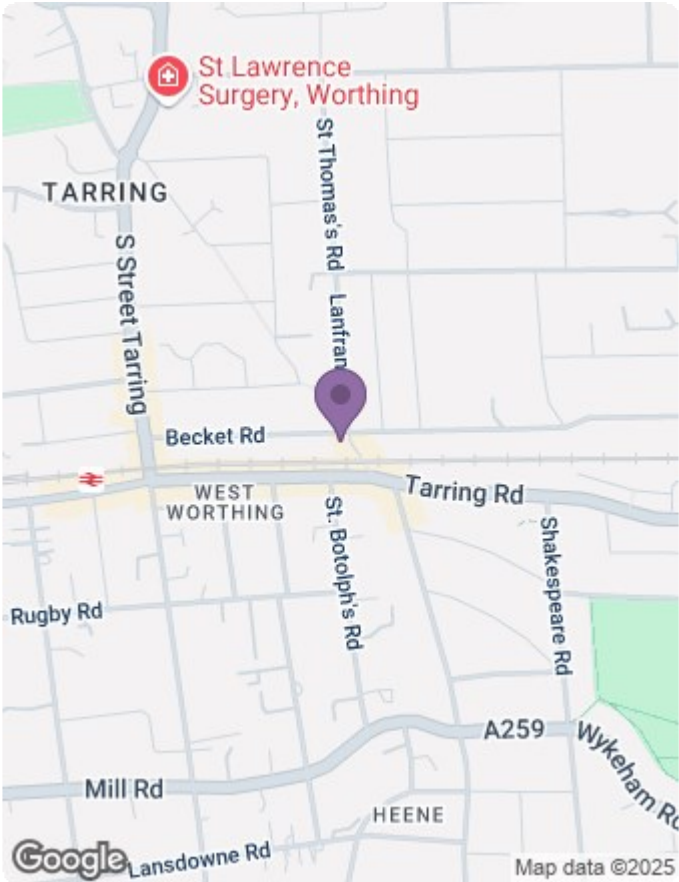 St Lawrence
Surgery, Worthing
St Thomas's Rd
TARRING
S Street Tarring
Lanfran
Becket Rd
WEST
WORTHING
Tarring Rd
St. Botolph's Rd
Shakespeare Rd
Rugby Rd
A259
Wykeham Rd
Mill Rd
HEENE
Lansdowne Rd
Google
Map data ©2025